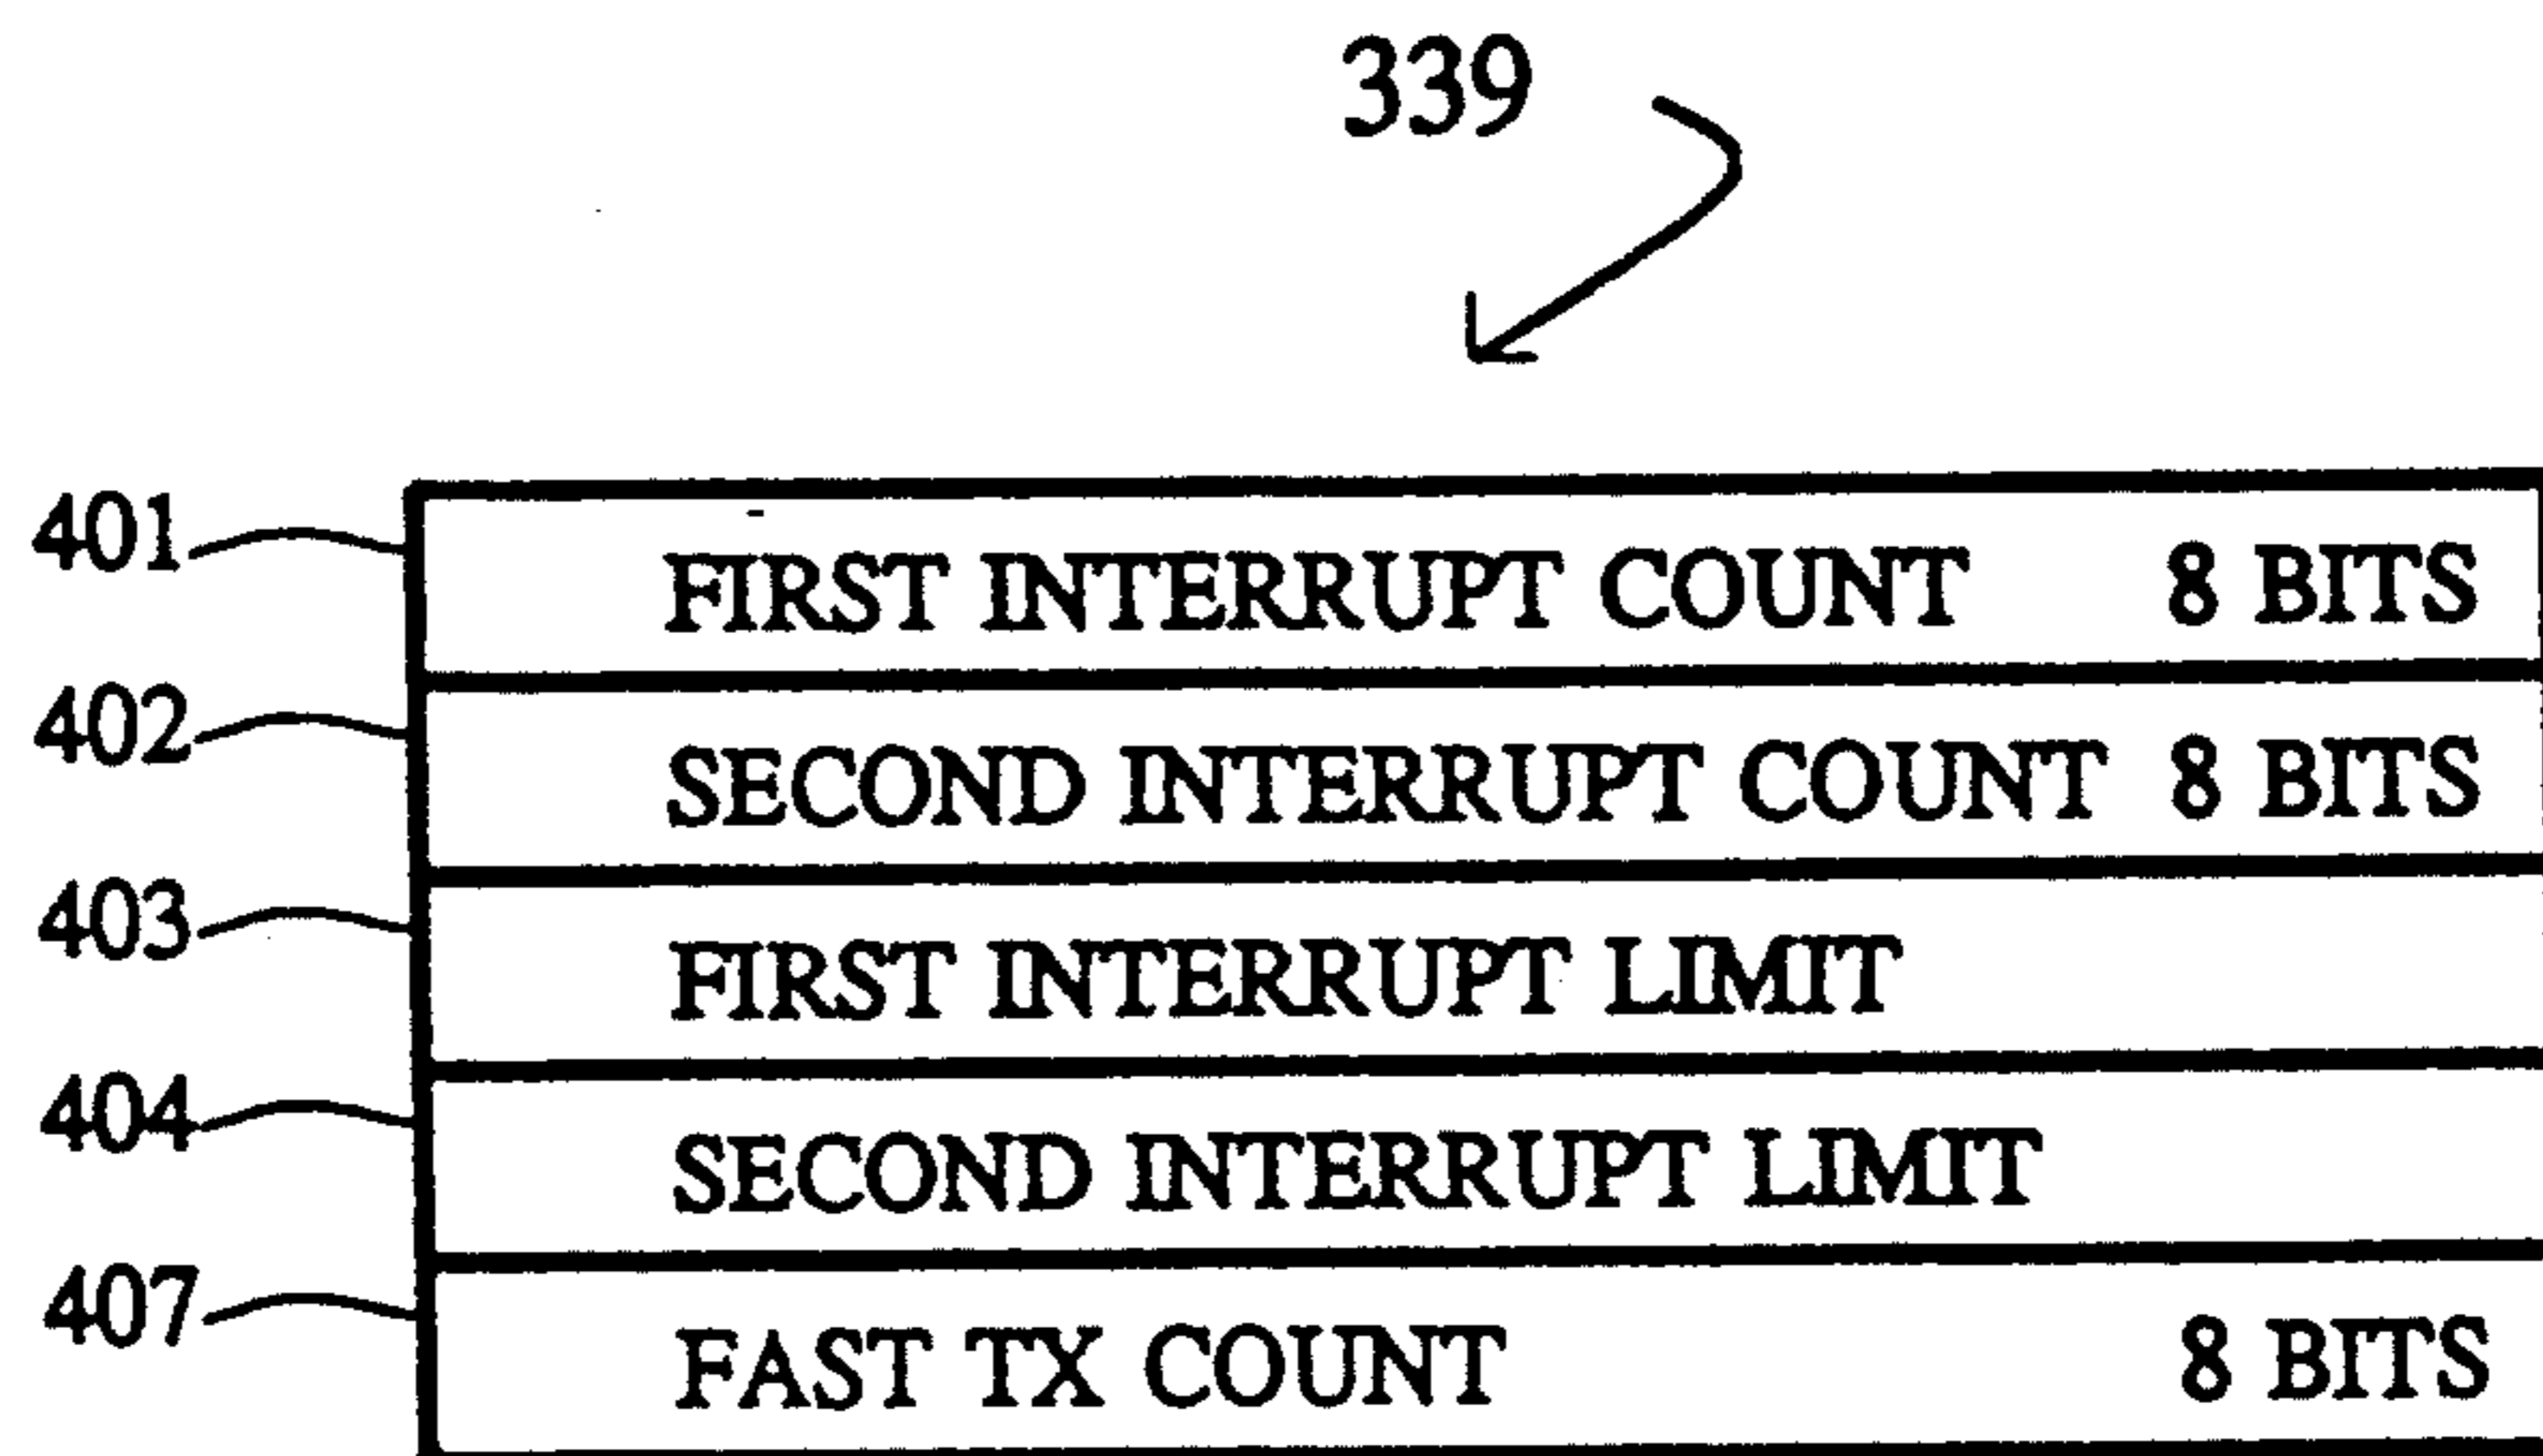 339
401 FIRST INTERRUPT COUNT 8 BITS
402 SECOND INTERRUPT COUNT 8 BITS
403 FIRST INTERRUPT LIMIT
404 SECOND INTERRUPT LIMIT
407 FAST TX COUNT 8 BITS